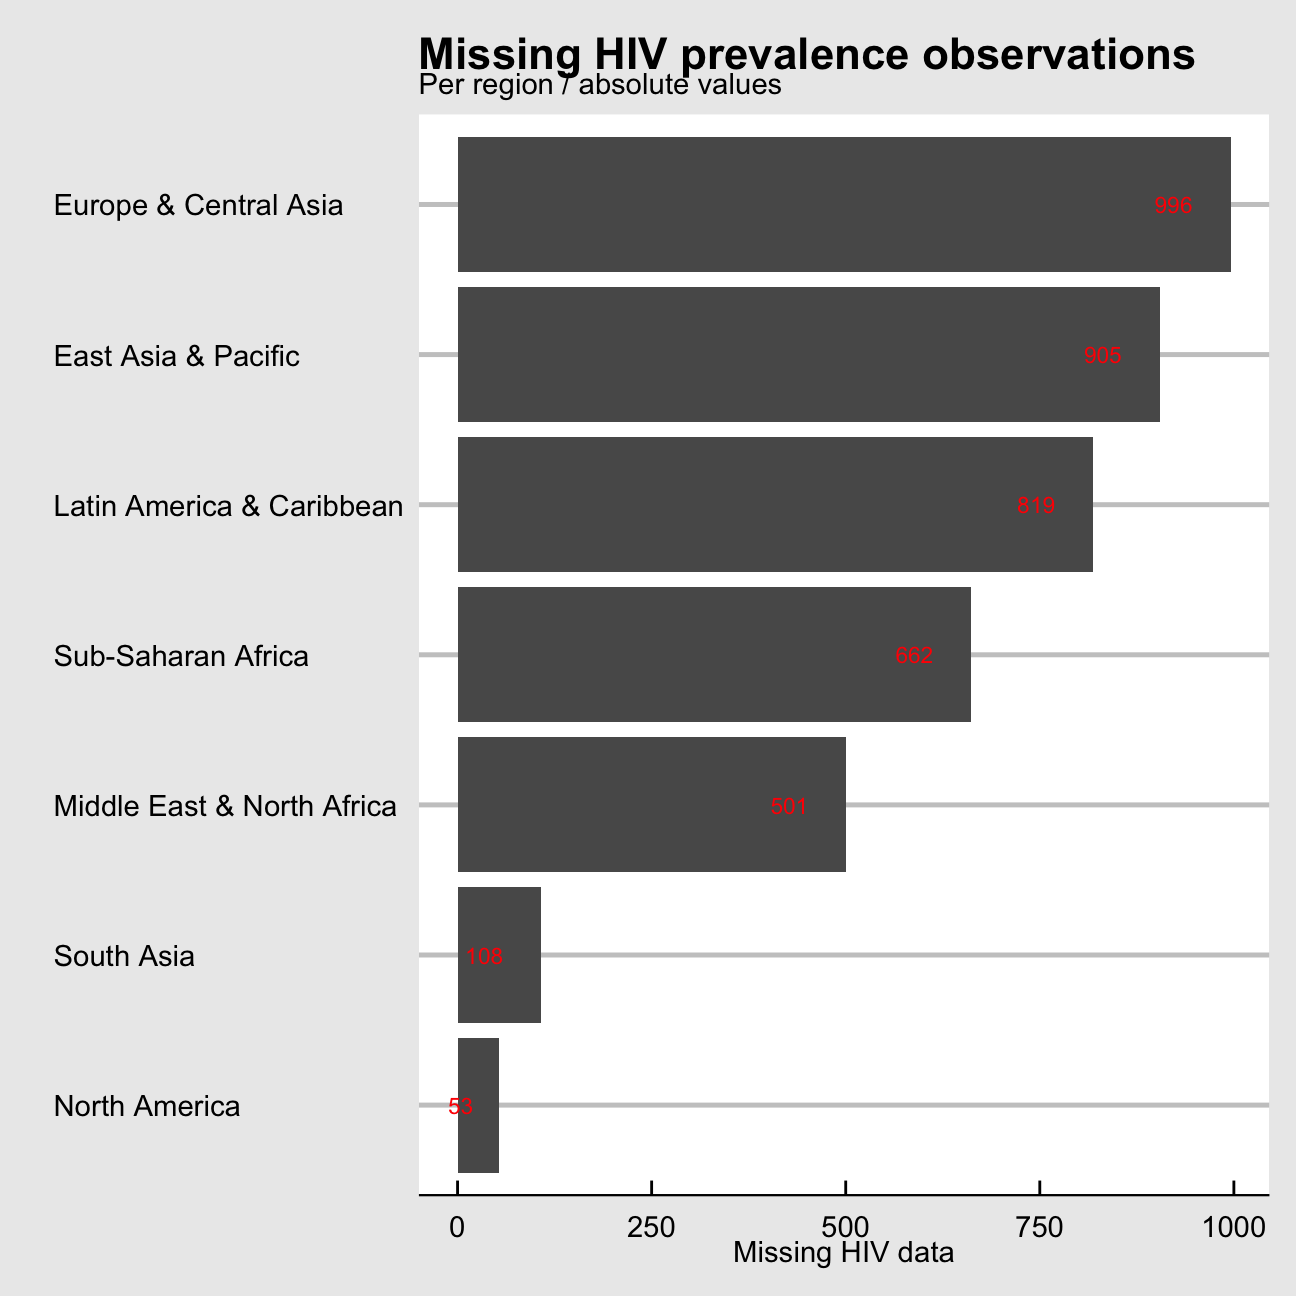 Missing HIV prevalence observations
Per region / absolute values
Europe & Central Asia 996
East Asia & Pacific 905
Latin America & Caribbean 819
Sub-Saharan Africa 662
Middle East & North Africa 501
South Asia 108
North America 53
0 250 500 750 1000
Missing HIV data